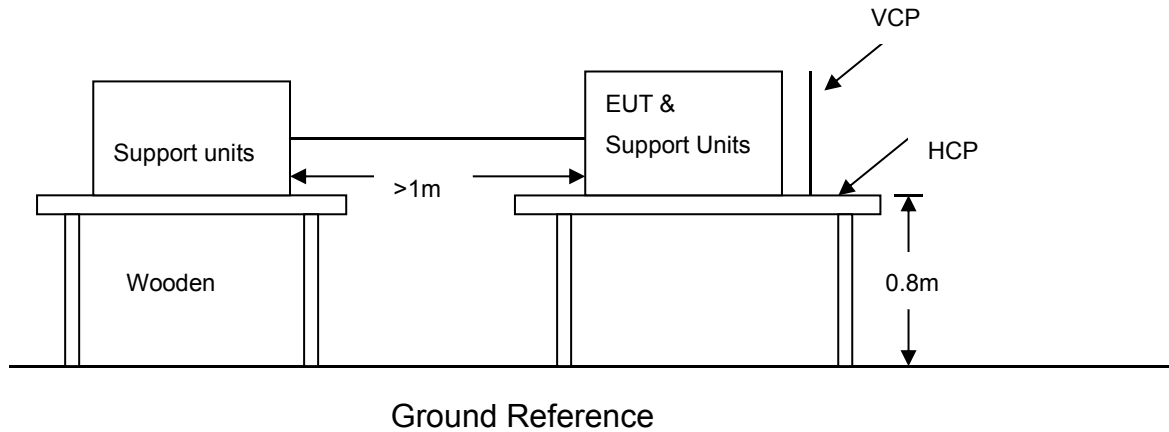 VCP
EUT &
Support Units
Support units
HCP
>1m
Wooden
0.8m
Ground Reference